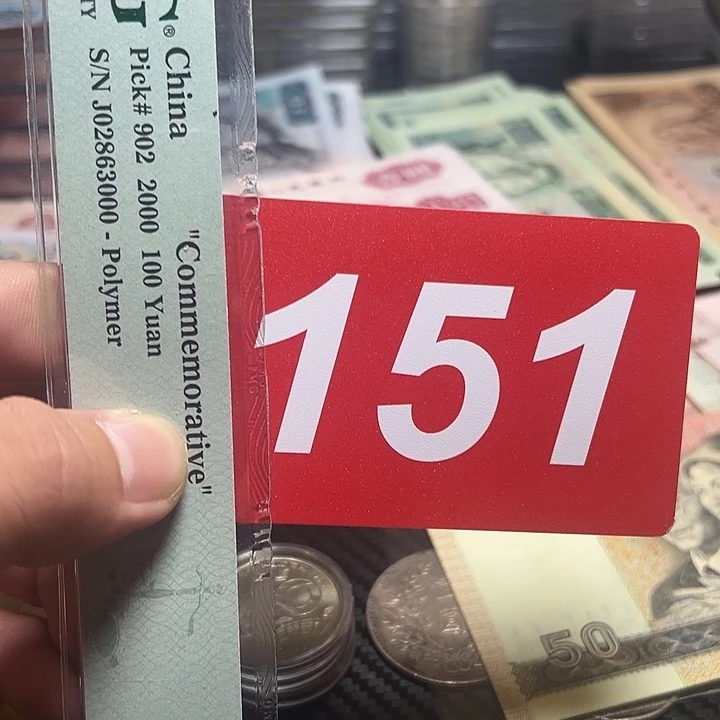 China
Pick# 902 2000 100 Yuan
S/N J02863000 - Polymer
"Commemorative"
151
50